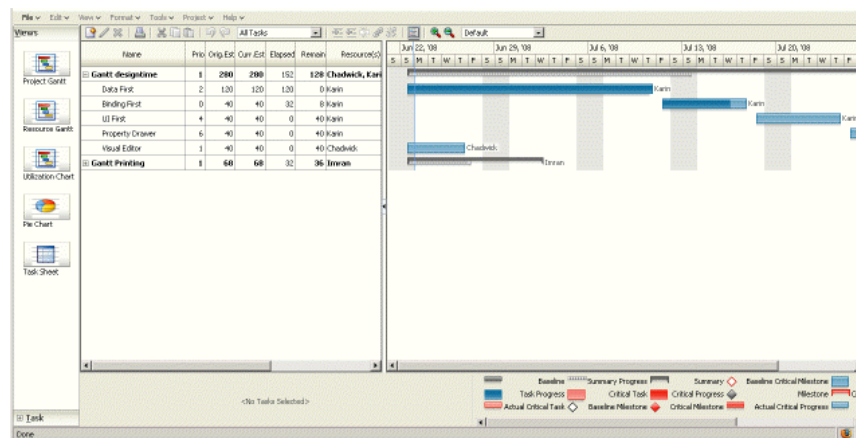 File Edit View Format Tools Project Help
Views
All Tasks
Default
Project Gantt
Resource Gantt
Utilization Chart
Pie Chart
Task Sheet
Name Prio Orig.Est Curr.Est Elapsed Remain Resource(s)
Gantt designtime 1 280 280 152 128 Chadwick, Kari
Data First 2 120 120 120 0 Karin
Binding First 0 40 40 32 8 Karin
UI First 4 40 40 0 40 Karin
Property Drawer 6 40 40 0 40 Karin
Visual Editor 1 40 40 0 40 Chadwick
Gantt Printing 1 68 68 32 36 Imran
Jun 22, '08 Jun 29, '08 Jul 6, '08 Jul 13, '08 Jul 20, '08
S S M T W T F S S M T W T F S S M T W T F S S M T W T F S S M T W T F
Karin
Karin
Karin
Chadwick
Imran
<No Tasks Selected>
Baseline Summary Progress Summary Baseline Critical Milestone
Task Progress Critical Task Critical Progress Milestone
Actual Critical Task Baseline Milestone Critical Milestone Actual Critical Progress
Task
Done